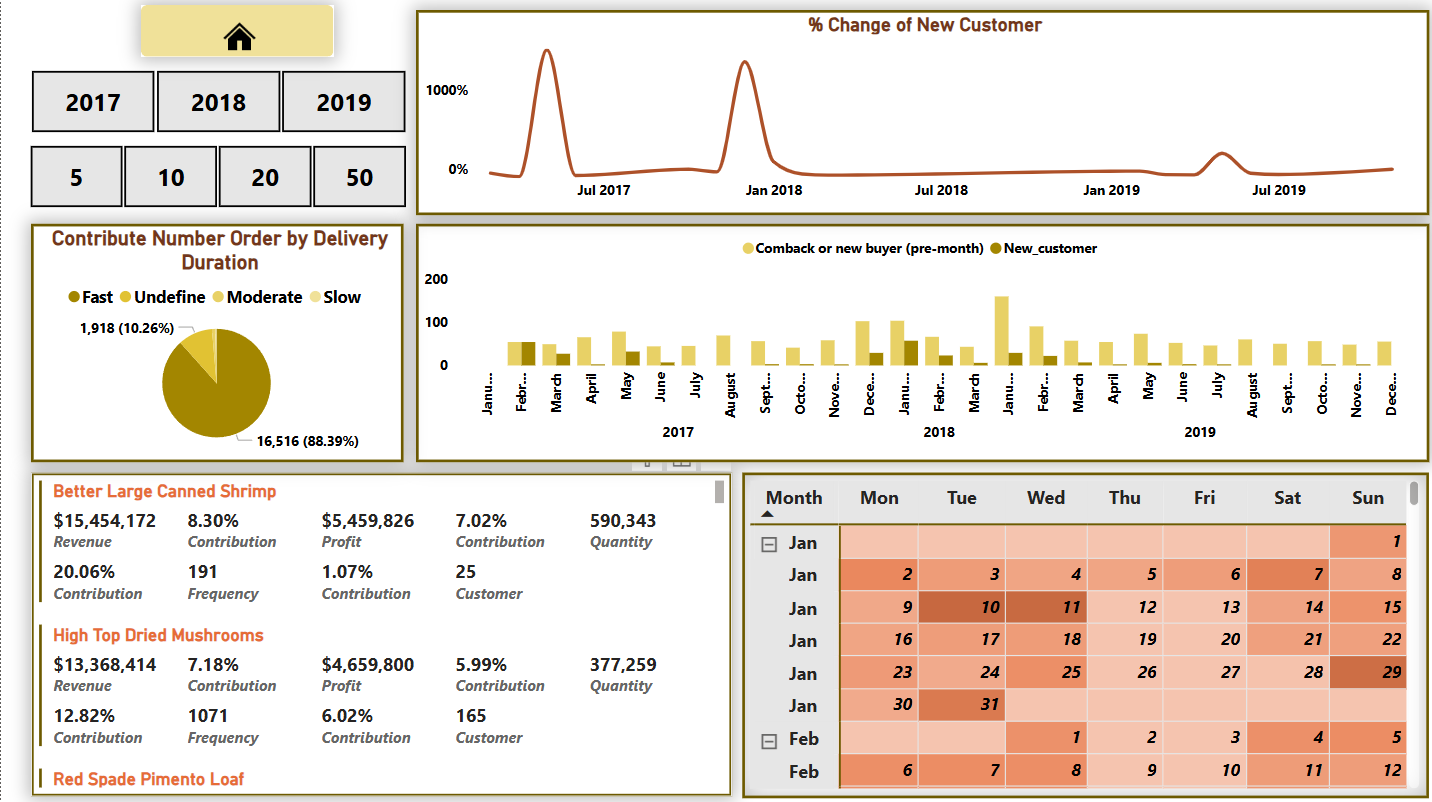 2017 2018 2019
5 10 20 50
% Change of New Customer
1000%
0%
Jul 2017 Jan 2018 Jul 2018 Jan 2019 Jul 2019
Contribute Number Order by Delivery
Duration
Fast Undefine Moderate Slow
1,918 (10.26%)
16,516 (88.39%)
Comback or new buyer (pre-month) New_customer
200
100
0
Janu... Febr... March April May June July August Sept... Octo... Nove... Dece... Janu... Febr... March Janu... Febr... March April May June July August Sept... Octo... Nove... Dece...
2017 2018 2019
Better Large Canned Shrimp
$15,454,172 8.30% $5,459,826 7.02% 590,343
Revenue Contribution Profit Contribution Quantity
20.06% 191 1.07% 25
Contribution Frequency Contribution Customer
High Top Dried Mushrooms
$13,368,414 7.18% $4,659,800 5.99% 377,259
Revenue Contribution Profit Contribution Quantity
12.82% 1071 6.02% 165
Contribution Frequency Contribution Customer
Red Spade Pimento Loaf
Month Mon Tue Wed Thu Fri Sat Sun
Jan 1
Jan 2 3 4 5 6 7 8
Jan 9 10 11 12 13 14 15
Jan 16 17 18 19 20 21 22
Jan 23 24 25 26 27 28 29
Jan 30 31
Feb 1 2 3 4 5
Feb 6 7 8 9 10 11 12